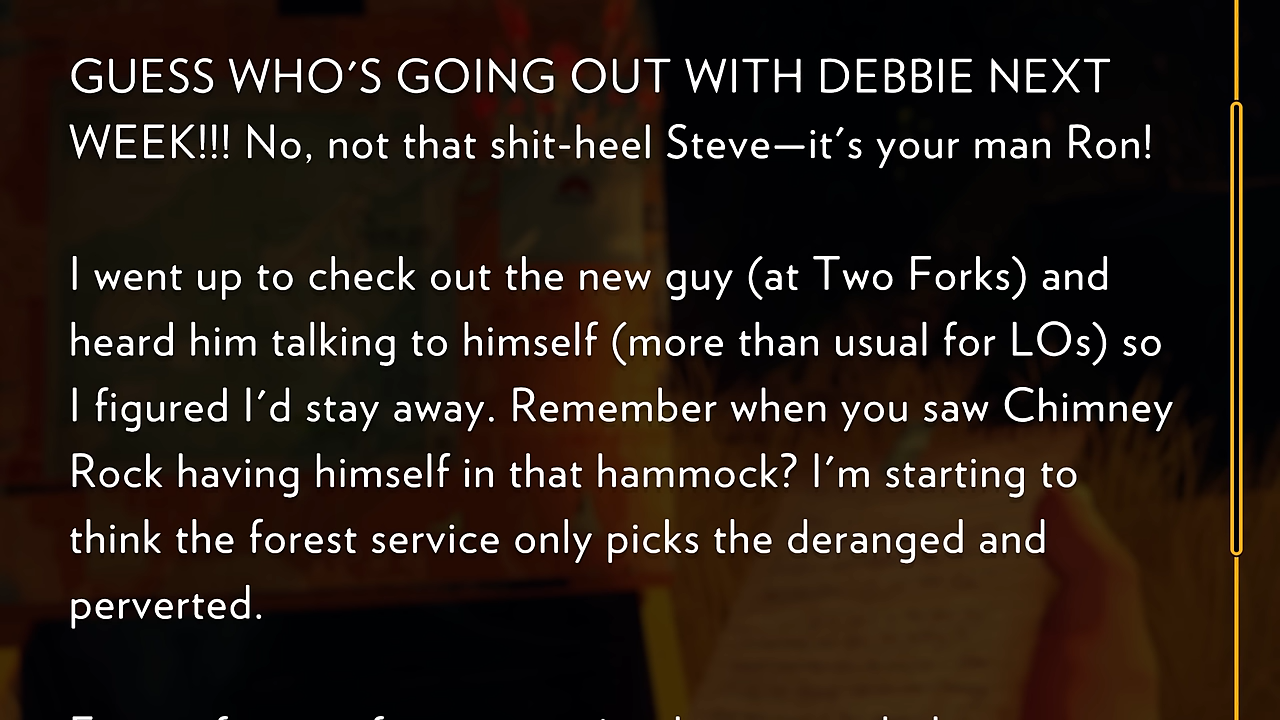 GUESS WHO'S GOING OUT WITH DEBBIE NEXT
WEEK!!! No, not that shit-heel Steve—it's your man Ron!
I went up to check out the new guy (at Two Forks) and
heard him talking to himself (more than usual for LOs) so
I figured I'd stay away. Remember when you saw Chimney
Rock having himself in that hammock? I'm starting to
think the forest service only picks the deranged and
perverted.